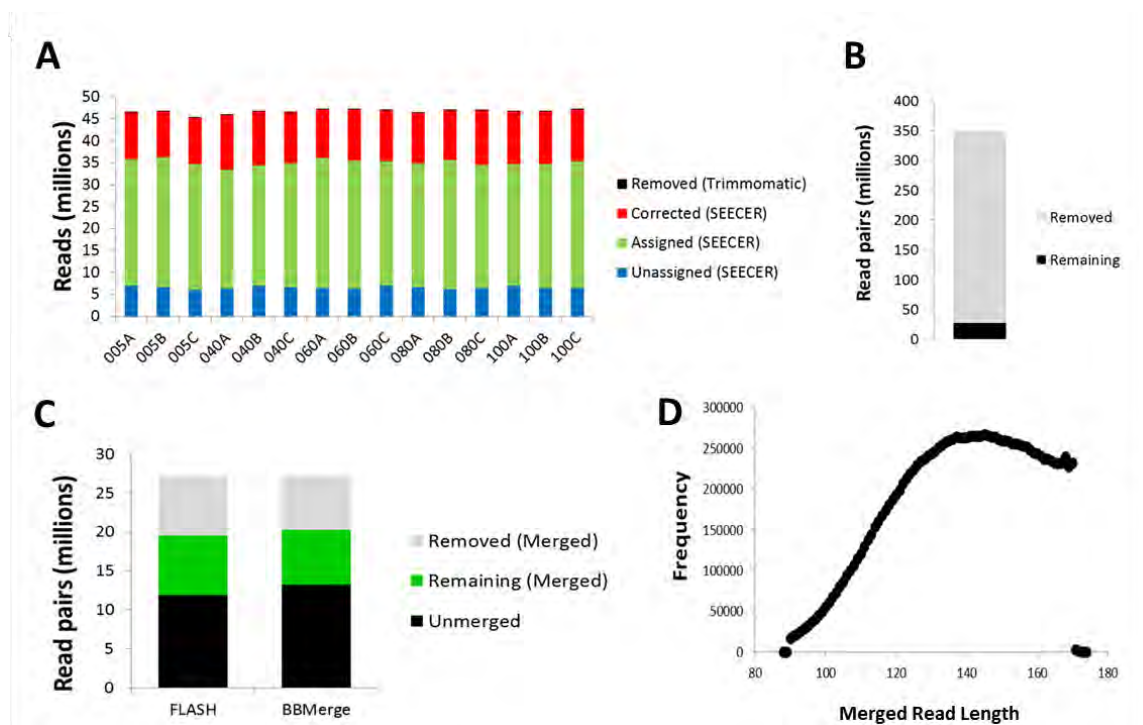 A
Reads (millions)
50
45
40
35
30
25
20
15
10
5
0
005A
005B
005C
040A
040B
040C
060A
060B
060C
080A
080B
080C
100A
100B
100C
Removed (Trimmomatic)
Corrected (SEECER)
Assigned (SEECER)
Unassigned (SEECER)
B
Read pairs (millions)
400
350
300
250
200
150
100
50
0
Removed
Remaining
C
Read pairs (millions)
30
25
20
15
10
5
0
FLASH
BBMerge
Removed (Merged)
Remaining (Merged)
Unmerged
D
Frequency
300000
250000
200000
150000
100000
50000
0
80
100
120
140
160
180
Merged Read Length